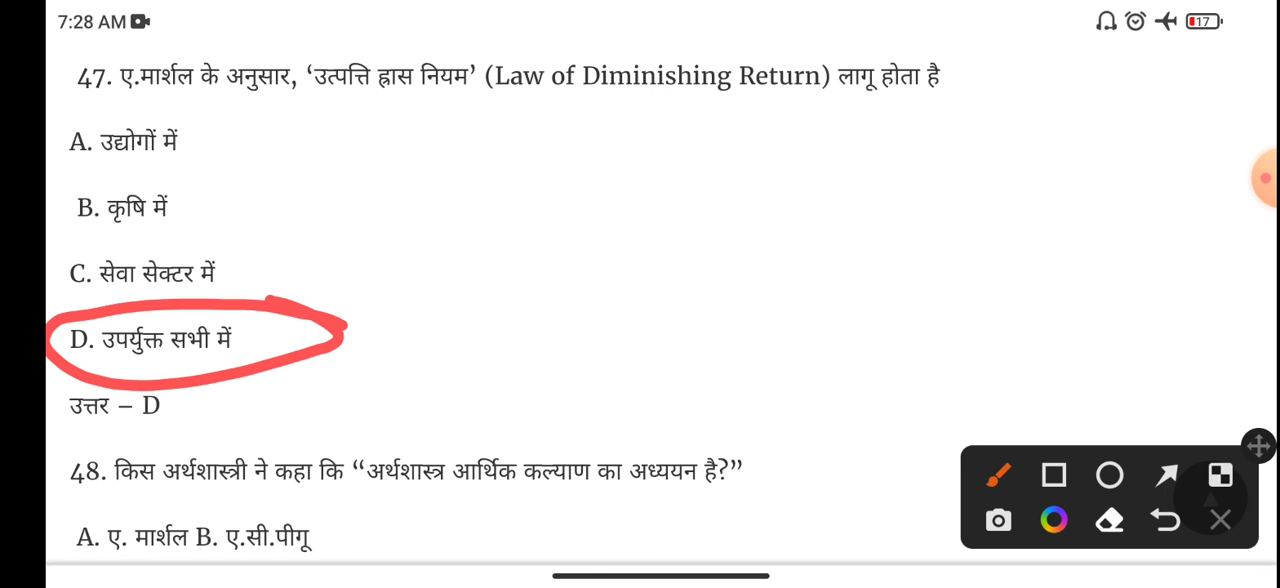 7:28 AM
17
47. ए.मार्शल के अनुसार, ‘उत्पत्ति ह्रास नियम’ (Law of Diminishing Return) लागू होता है
A. उद्योगों में
B. कृषि में
C. सेवा सेक्टर में
D. उपर्युक्त सभी में
उत्तर – D
48. किस अर्थशास्त्री ने कहा कि “अर्थशास्त्र आर्थिक कल्याण का अध्ययन है?”
A. ए. मार्शल B. ए.सी.पीगू